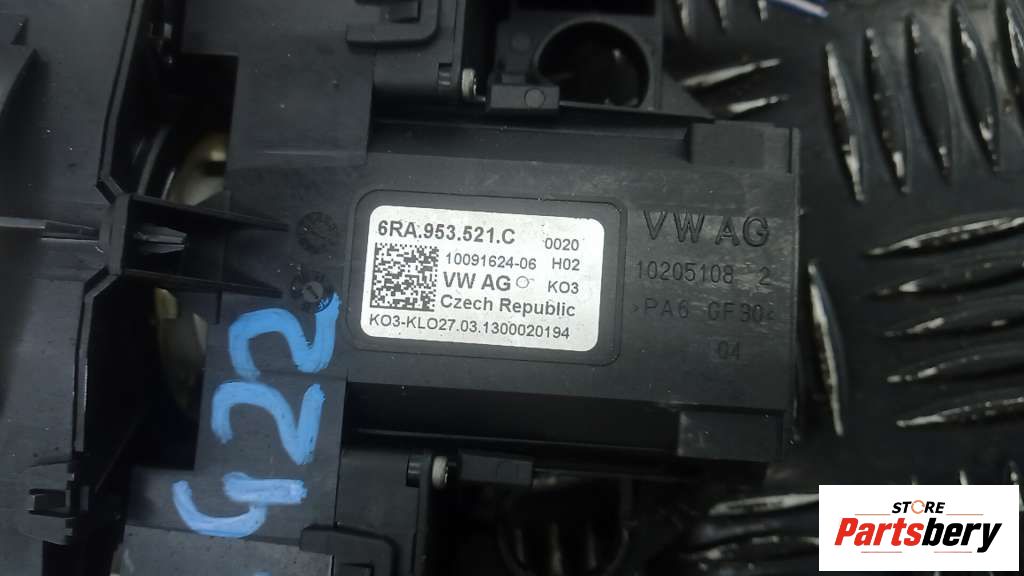 6RA.953.521.C 0020
10091624-06 H02
VW AG KO3
Czech Republic
KO3-KLO27.03.1300020194
VW AG
10205108 2
>PA6 GF30<
04
422
STORE
Partsbery